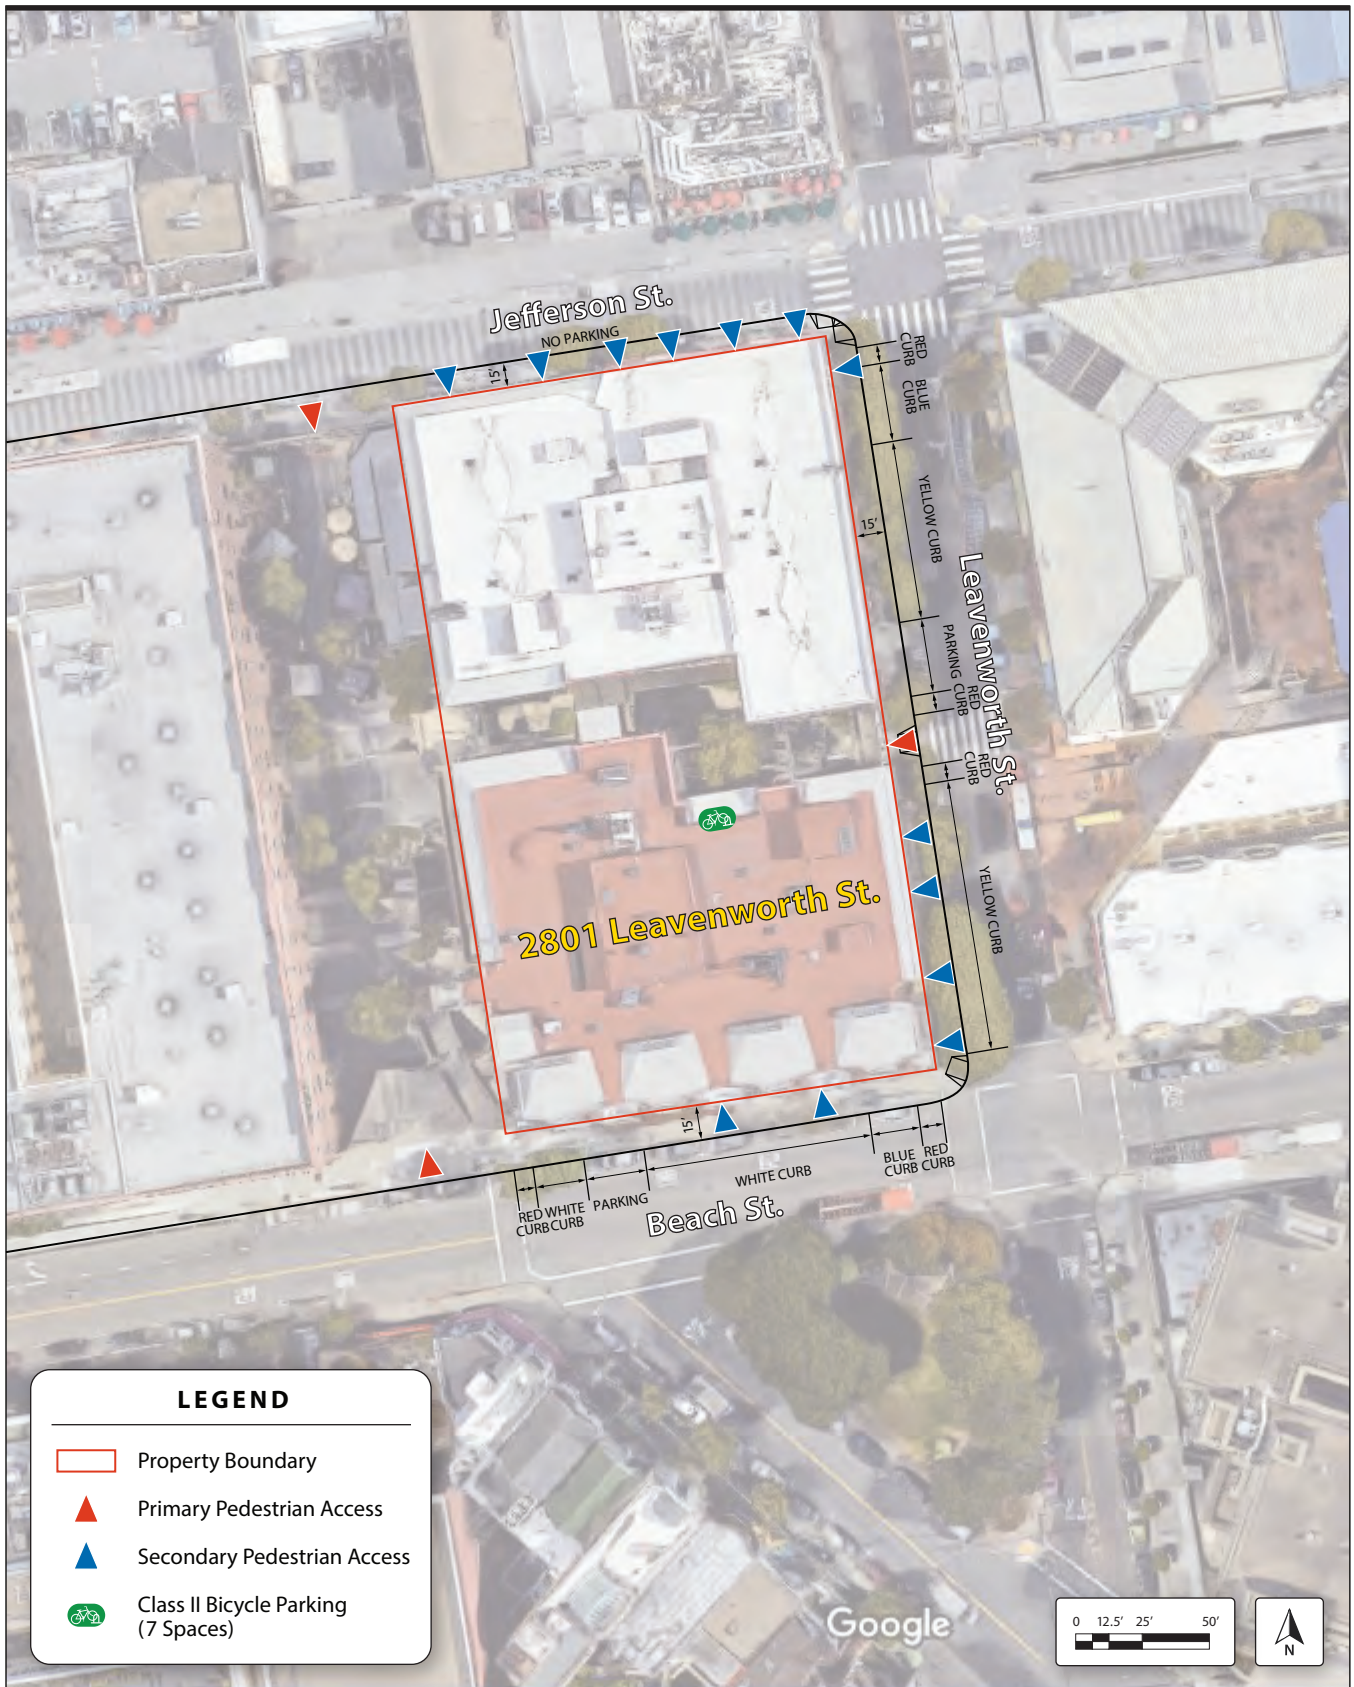 Jefferson St.
NO PARKING
15'
RED
CURB
BLUE
CURB
YELLOW CURB
15'
Leavenworth St.
PARKING
RED
CURB
RED
CURB
YELLOW CURB
2801 Leavenworth St.
15'
RED
CURB
WHITE
CURB
PARKING
WHITE CURB
BLUE
CURB
RED
CURB
Beach St.
LEGEND
Property Boundary
Primary Pedestrian Access
Secondary Pedestrian Access
Class II Bicycle Parking
(7 Spaces)
Google
0 12.5' 25' 50'
N